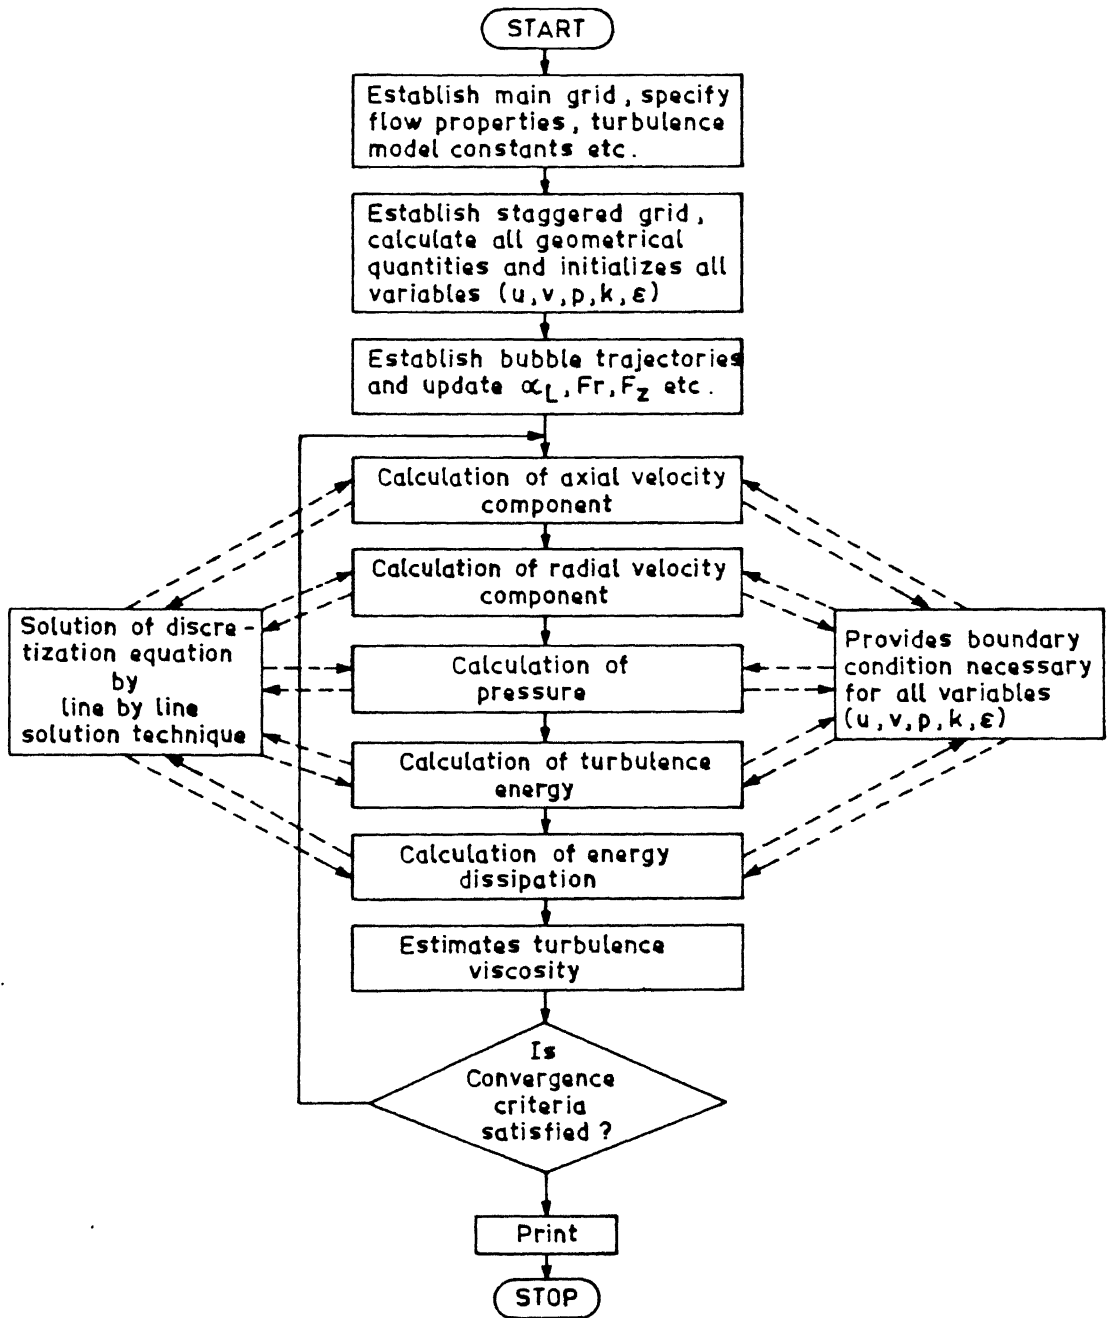 START
Establish main grid, specify
flow properties, turbulence
model constants etc.
Establish staggered grid,
calculate all geometrical
quantities and initializes all
variables (u,v,p,k,ε)
Establish bubble trajectories
and update ∝L, Fr, Fz etc.
Calculation of axial velocity
component
Calculation of radial velocity
component
Solution of discre-
tization equation
by
line by line
solution technique
Calculation of
pressure
Provides boundary
condition necessary
for all variables
(u,v,p,k,ε)
Calculation of turbulence
energy
Calculation of energy
dissipation
Estimates turbulence
viscosity
Is
Convergence
criteria
satisfied?
Print
STOP